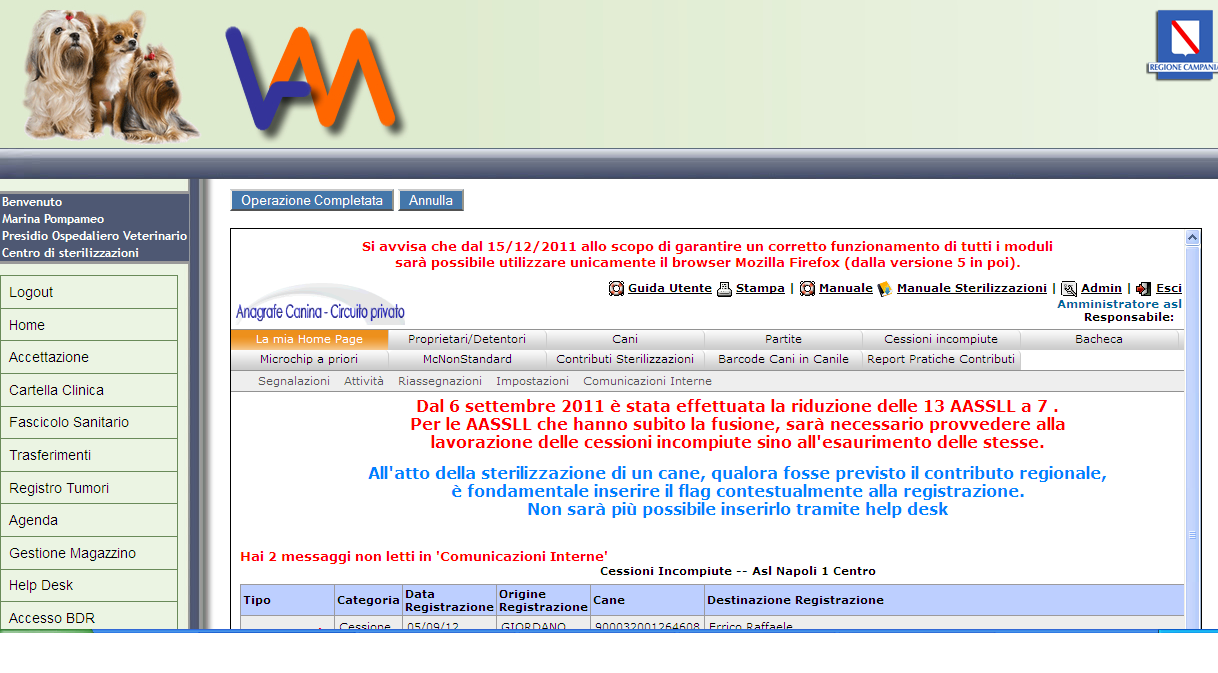 VAM
REGIONE CAMPANIA
Benvenuto
Marina Pompameo
Presidio Ospedaliero Veterinario
Centro di sterilizzazioni
Logout
Home
Accettazione
Cartella Clinica
Fascicolo Sanitario
Trasferimenti
Registro Tumori
Agenda
Gestione Magazzino
Help Desk
Accesso BDR
Operazione Completata Annulla
Si avvisa che dal 15/12/2011 allo scopo di garantire un corretto funzionamento di tutti i moduli
sarà possibile utilizzare unicamente il browser Mozilla Firefox (dalla versione 5 in poi).
Guida Utente Stampa | Manuale Manuale Sterilizzazioni | Admin | Esci
Anagrafe Canina - Circuito privato
Amministratore asl
Responsabile:
La mia Home Page Proprietari/Detentori Cani Partite Cessioni incompiute Bacheca
Microchip a priori McNonStandard Contributi Sterilizzazioni Barcode Cani in Canile Report Pratiche Contributi
Segnalazioni Attività Riassegnazioni Impostazioni Comunicazioni Interne
Dal 6 settembre 2011 è stata effettuata la riduzione delle 13 AASSLL a 7 .
Per le AASSLL che hanno subito la fusione, sarà necessario provvedere alla
lavorazione delle cessioni incompiute sino all'esaurimento delle stesse.
All'atto della sterilizzazione di un cane, qualora fosse previsto il contributo regionale,
è fondamentale inserire il flag contestualmente alla registrazione.
Non sarà più possibile inserirlo tramite help desk
Hai 2 messaggi non letti in 'Comunicazioni Interne'
Cessioni Incompiute -- Asl Napoli 1 Centro
Tipo Categoria Data Registrazione Origine Registrazione Cane Destinazione Registrazione
Cessione 05/09/12 GIORDANO 900032001264608 Errico Raffaele